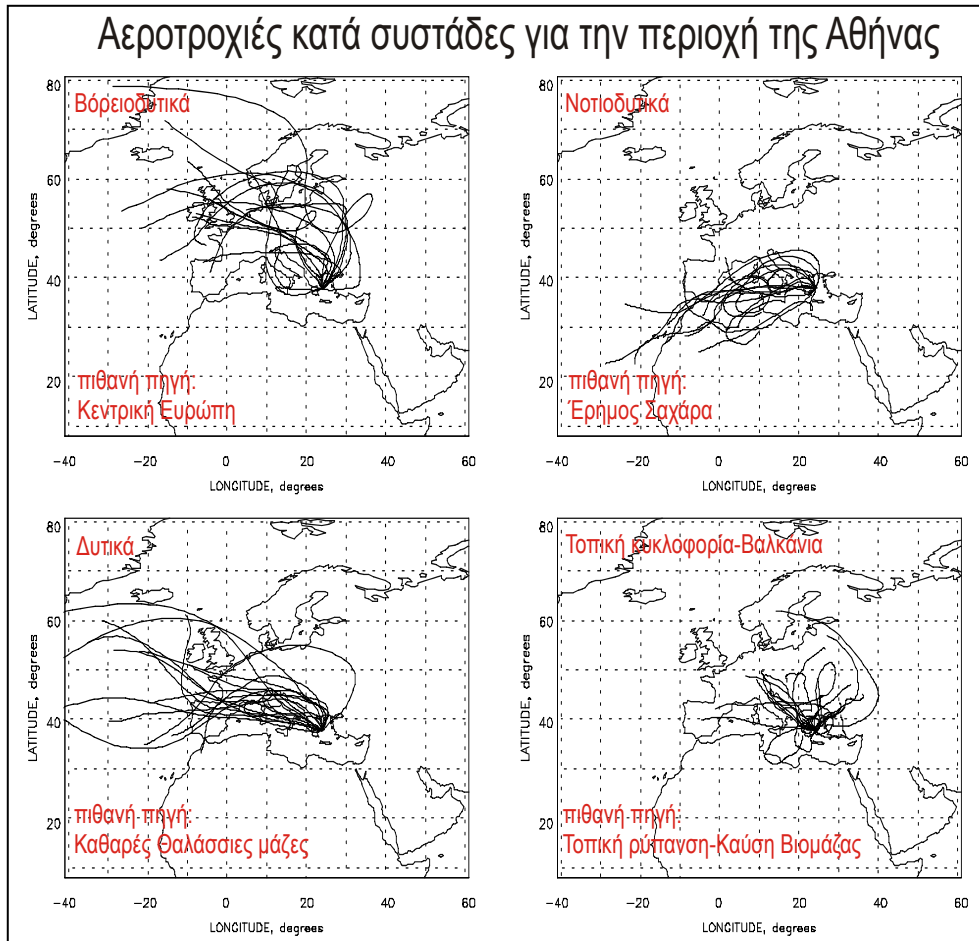 Αεροτροχιές κατά συστάδες για την περιοχή της Αθήνας
Βόρειοδυτικά
80
60
40
20
LATITUDE, degrees
πιθανή πηγή:
Κεντρική Ευρώπη
-40 -20 0 20 40 60
LONGITUDE, degrees
Νοτιοδυτικά
80
60
40
20
LATITUDE, degrees
πιθανή πηγή:
Έρημος Σαχάρα
-40 -20 0 20 40 60
LONGITUDE, degrees
Δυτικά
80
60
40
20
LATITUDE, degrees
πιθανή πηγή:
Καθαρές Θαλάσσιες μάζες
-40 -20 0 20 40 60
LONGITUDE, degrees
Τοπική κυκλοφορία-Βαλκάνια
80
60
40
20
LATITUDE, degrees
πιθανή πηγή:
Τοπική ρύπανση-Καύση Βιομάζας
-40 -20 0 20 40 60
LONGITUDE, degrees